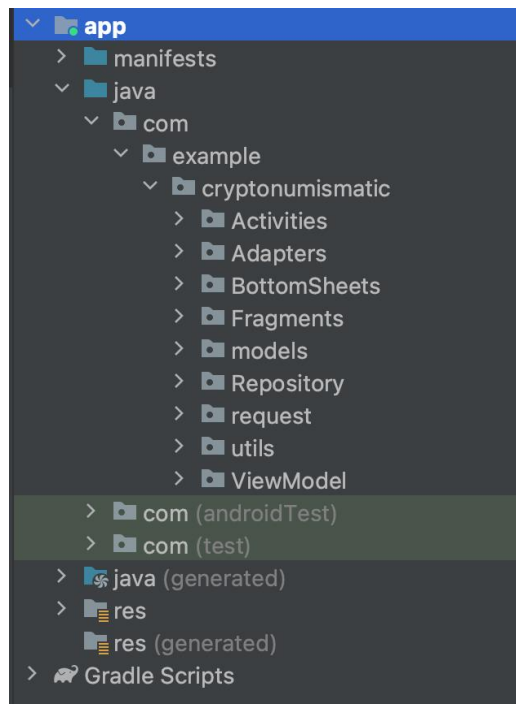 app
manifests
java
com
example
cryptonumismatic
Activities
Adapters
BottomSheets
Fragments
models
Repository
request
utils
ViewModel
com (androidTest)
com (test)
java (generated)
res
res (generated)
Gradle Scripts